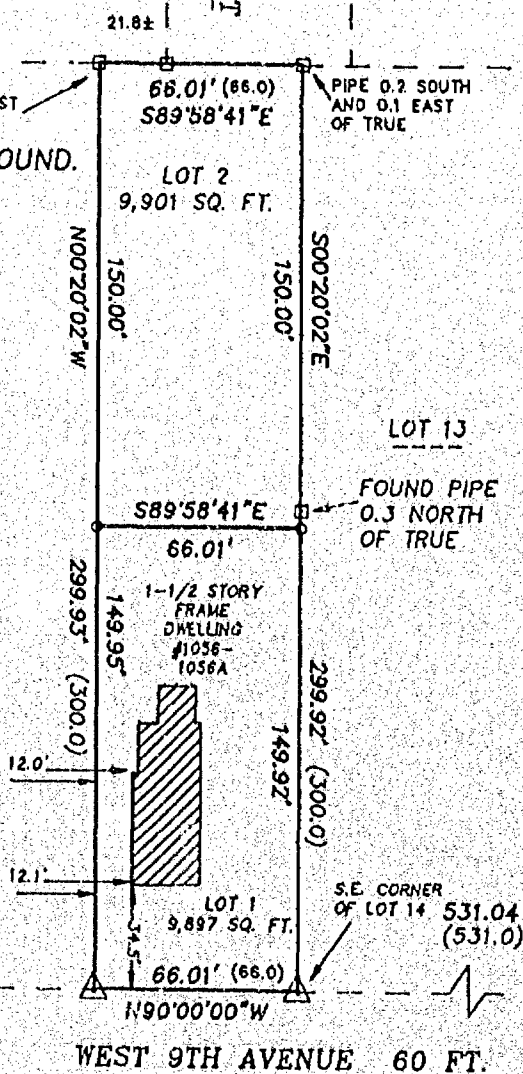 21.8±
66.01' (66.0)
S89°58'41"E
PIPE 0.2 SOUTH
AND 0.1 EAST
OF TRUE
ST
OUND.
LOT 2
9,901 SQ. FT.
N00°20'02"W
150.00'
S00°20'02"E
150.00'
LOT 13
S89°58'41"E
66.01'
FOUND PIPE
0.3 NORTH
OF TRUE
1-1/2 STORY
FRAME
DWELLING
#1056-
1056A
299.93' (300.0)
149.95'
299.92' (300.0)
149.92'
12.0'
12.1'
34.5'
LOT 1
9,897 SQ. FT.
S.E. CORNER
OF LOT 14
531.04
(531.0)
66.01' (66.0)
N90°00'00"W
WEST 9TH AVENUE 60 FT.